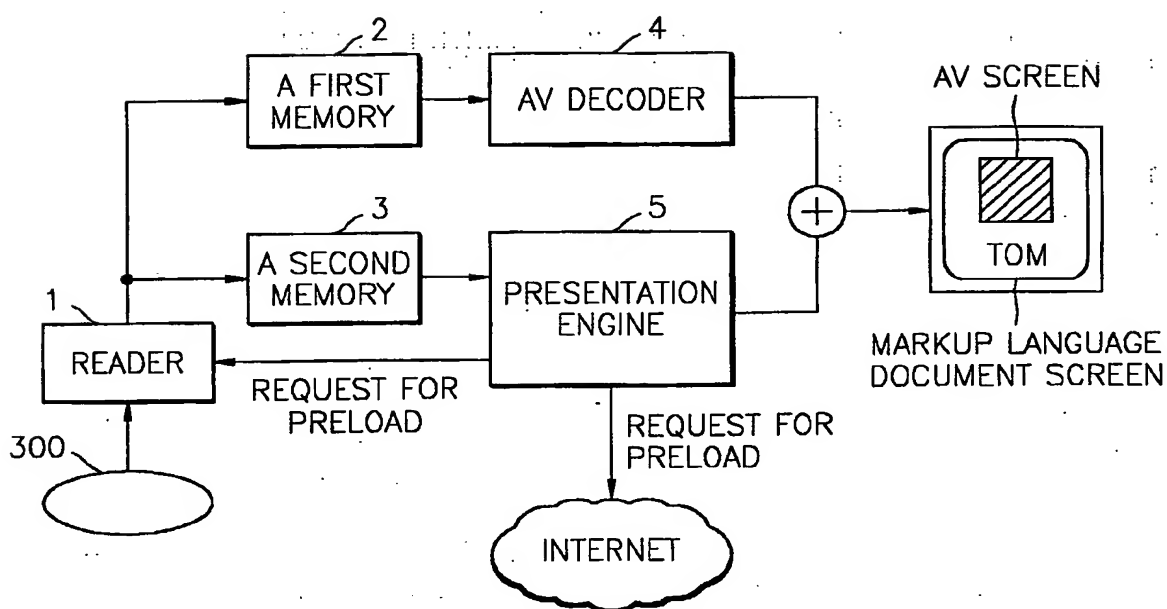 2
4
A FIRST
MEMORY
AV DECODER
AV SCREEN
3
5
A SECOND
MEMORY
PRESENTATION
ENGINE
TOM
1
READER
REQUEST FOR
PRELOAD
MARKUP LANGUAGE
DOCUMENT SCREEN
REQUEST FOR
PRELOAD
300
INTERNET